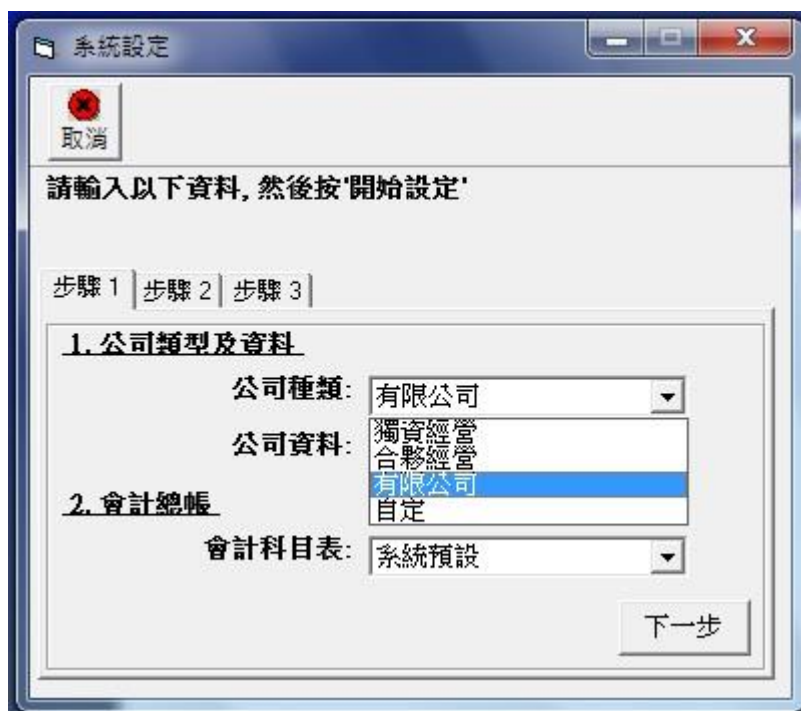 系統設定
取消
請輸入以下資料, 然後按'開始設定'
步驟 1 步驟 2 步驟 3
1. 公司類型及資料
公司種類: 有限公司
公司資料:
獨資經營
合夥經營
有限公司
自定
2. 會計總帳
會計科目表: 系統預設
下一步